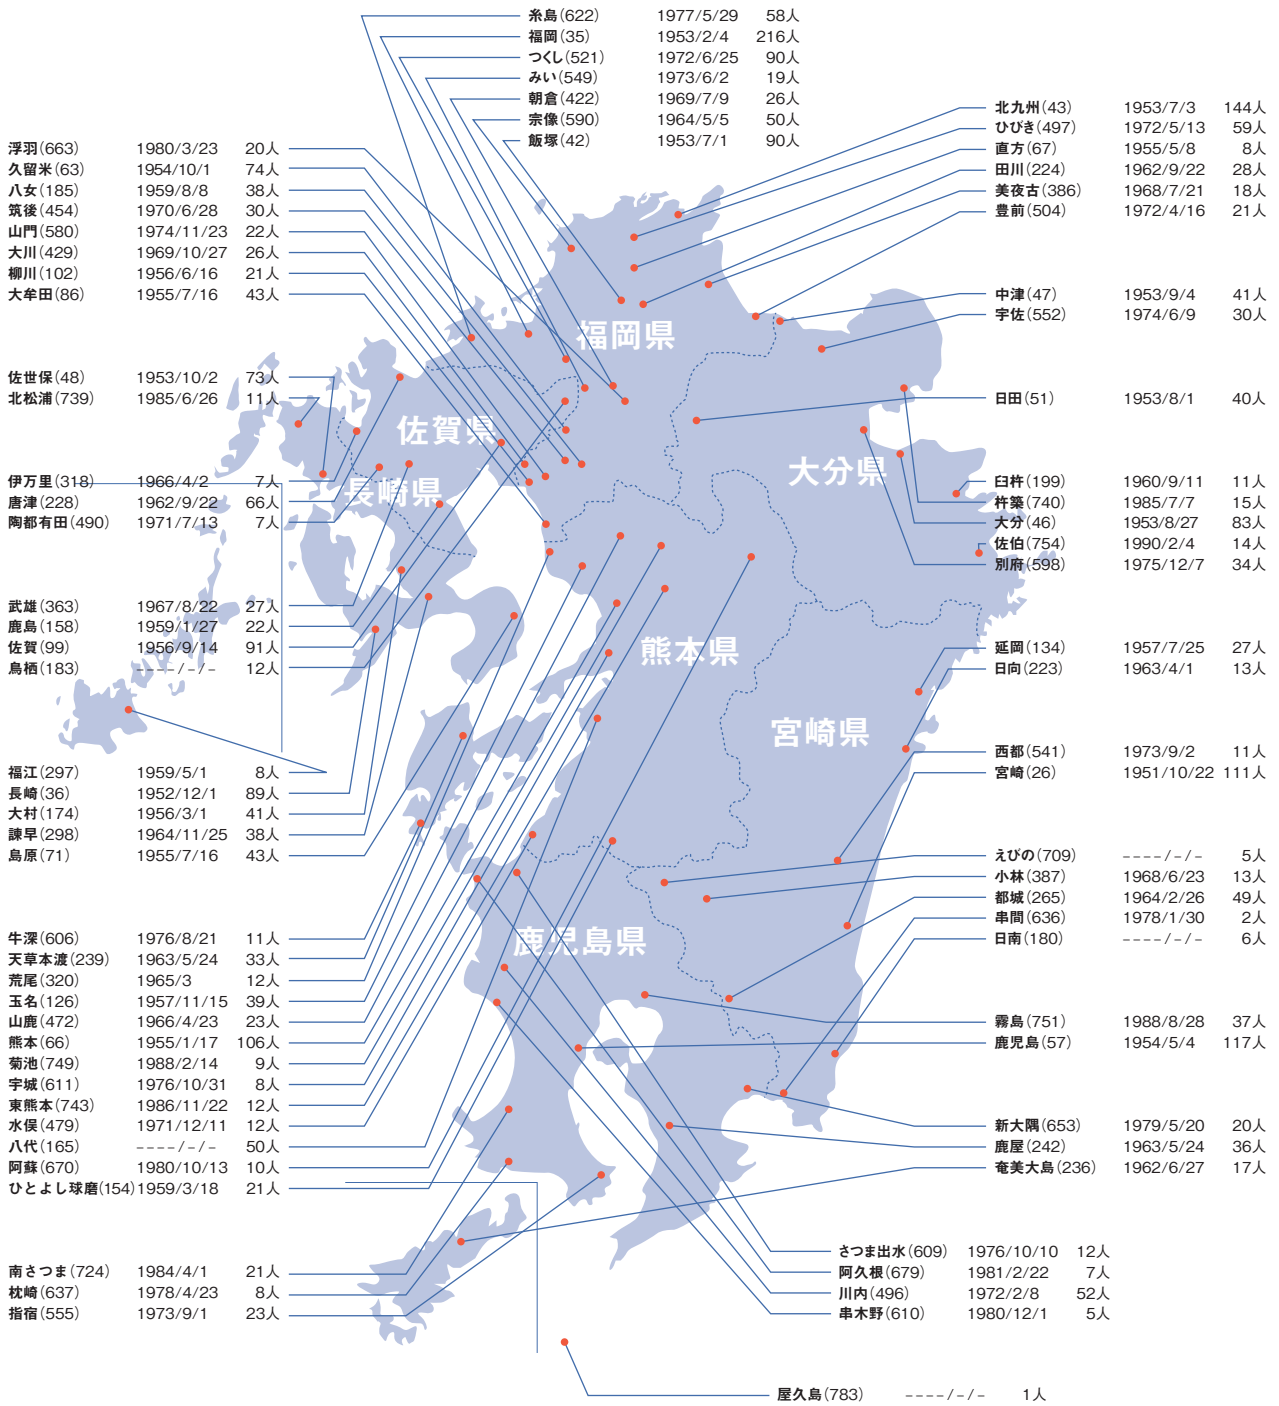 糸島(622) 1977/5/29 58人
福岡(35) 1953/2/4 216人
つくし(521) 1972/6/25 90人
みい(549) 1973/6/2 19人
朝倉(422) 1969/7/9 26人
宗像(590) 1964/5/5 50人
飯塚(42) 1953/7/1 90人
北九州(43) 1953/7/3 144人
ひびき(497) 1972/5/13 59人
直方(67) 1955/5/8 8人
田川(224) 1962/9/22 28人
美夜古(386) 1968/7/21 18人
豊前(504) 1972/4/16 21人
浮羽(663) 1980/3/23 20人
久留米(63) 1954/10/1 74人
八女(185) 1959/8/8 38人
筑後(454) 1970/6/28 30人
山門(580) 1974/11/23 22人
大川(429) 1969/10/27 26人
柳川(102) 1956/6/16 21人
大牟田(86) 1955/7/16 43人
中津(47) 1953/9/4 41人
宇佐(552) 1974/6/9 30人
福岡県
佐世保(48) 1953/10/2 73人
北松浦(739) 1985/6/26 11人
日田(51) 1953/8/1 40人
佐賀県
大分県
長崎県
伊万里(318) 1966/4/2 7人
唐津(228) 1962/9/22 66人
陶都有田(490) 1971/7/13 7人
臼杵(199) 1960/9/11 11人
杵築(740) 1985/7/7 15人
大分(46) 1953/8/27 83人
佐伯(754) 1990/2/4 14人
別府(598) 1975/12/7 34人
武雄(363) 1967/8/22 27人
鹿島(158) 1959/1/27 22人
佐賀(99) 1956/9/14 91人
鳥栖(183) ----/-/- 12人
熊本県
延岡(134) 1957/7/25 27人
日向(223) 1963/4/1 13人
宮崎県
西都(541) 1973/9/2 11人
宮崎(26) 1951/10/22 111人
福江(297) 1959/5/1 8人
長崎(36) 1952/12/1 89人
大村(174) 1956/3/1 41人
諫早(298) 1964/11/25 38人
島原(71) 1955/7/16 43人
えびの(709) ----/-/- 5人
小林(387) 1968/6/23 13人
都城(265) 1964/2/26 49人
串間(636) 1978/1/30 2人
日南(180) ----/-/- 6人
鹿児島県
牛深(606) 1976/8/21 11人
天草本渡(239) 1963/5/24 33人
荒尾(320) 1965/3 12人
玉名(126) 1957/11/15 39人
山鹿(472) 1966/4/23 23人
熊本(66) 1955/1/17 106人
菊池(749) 1988/2/14 9人
宇城(611) 1976/10/31 8人
東熊本(743) 1986/11/22 12人
水俣(479) 1971/12/11 12人
八代(165) ----/-/- 50人
阿蘇(670) 1980/10/13 10人
ひとよし球磨(154) 1959/3/18 21人
霧島(751) 1988/8/28 37人
鹿児島(57) 1954/5/4 117人
新大隅(653) 1979/5/20 20人
鹿屋(242) 1963/5/24 36人
奄美大島(236) 1962/6/27 17人
南さつま(724) 1984/4/1 21人
枕崎(637) 1978/4/23 8人
指宿(555) 1973/9/1 23人
さつま出水(609) 1976/10/10 12人
阿久根(679) 1981/2/22 7人
川内(496) 1972/2/8 52人
串木野(610) 1980/12/1 5人
屋久島(783) ----/-/- 1人